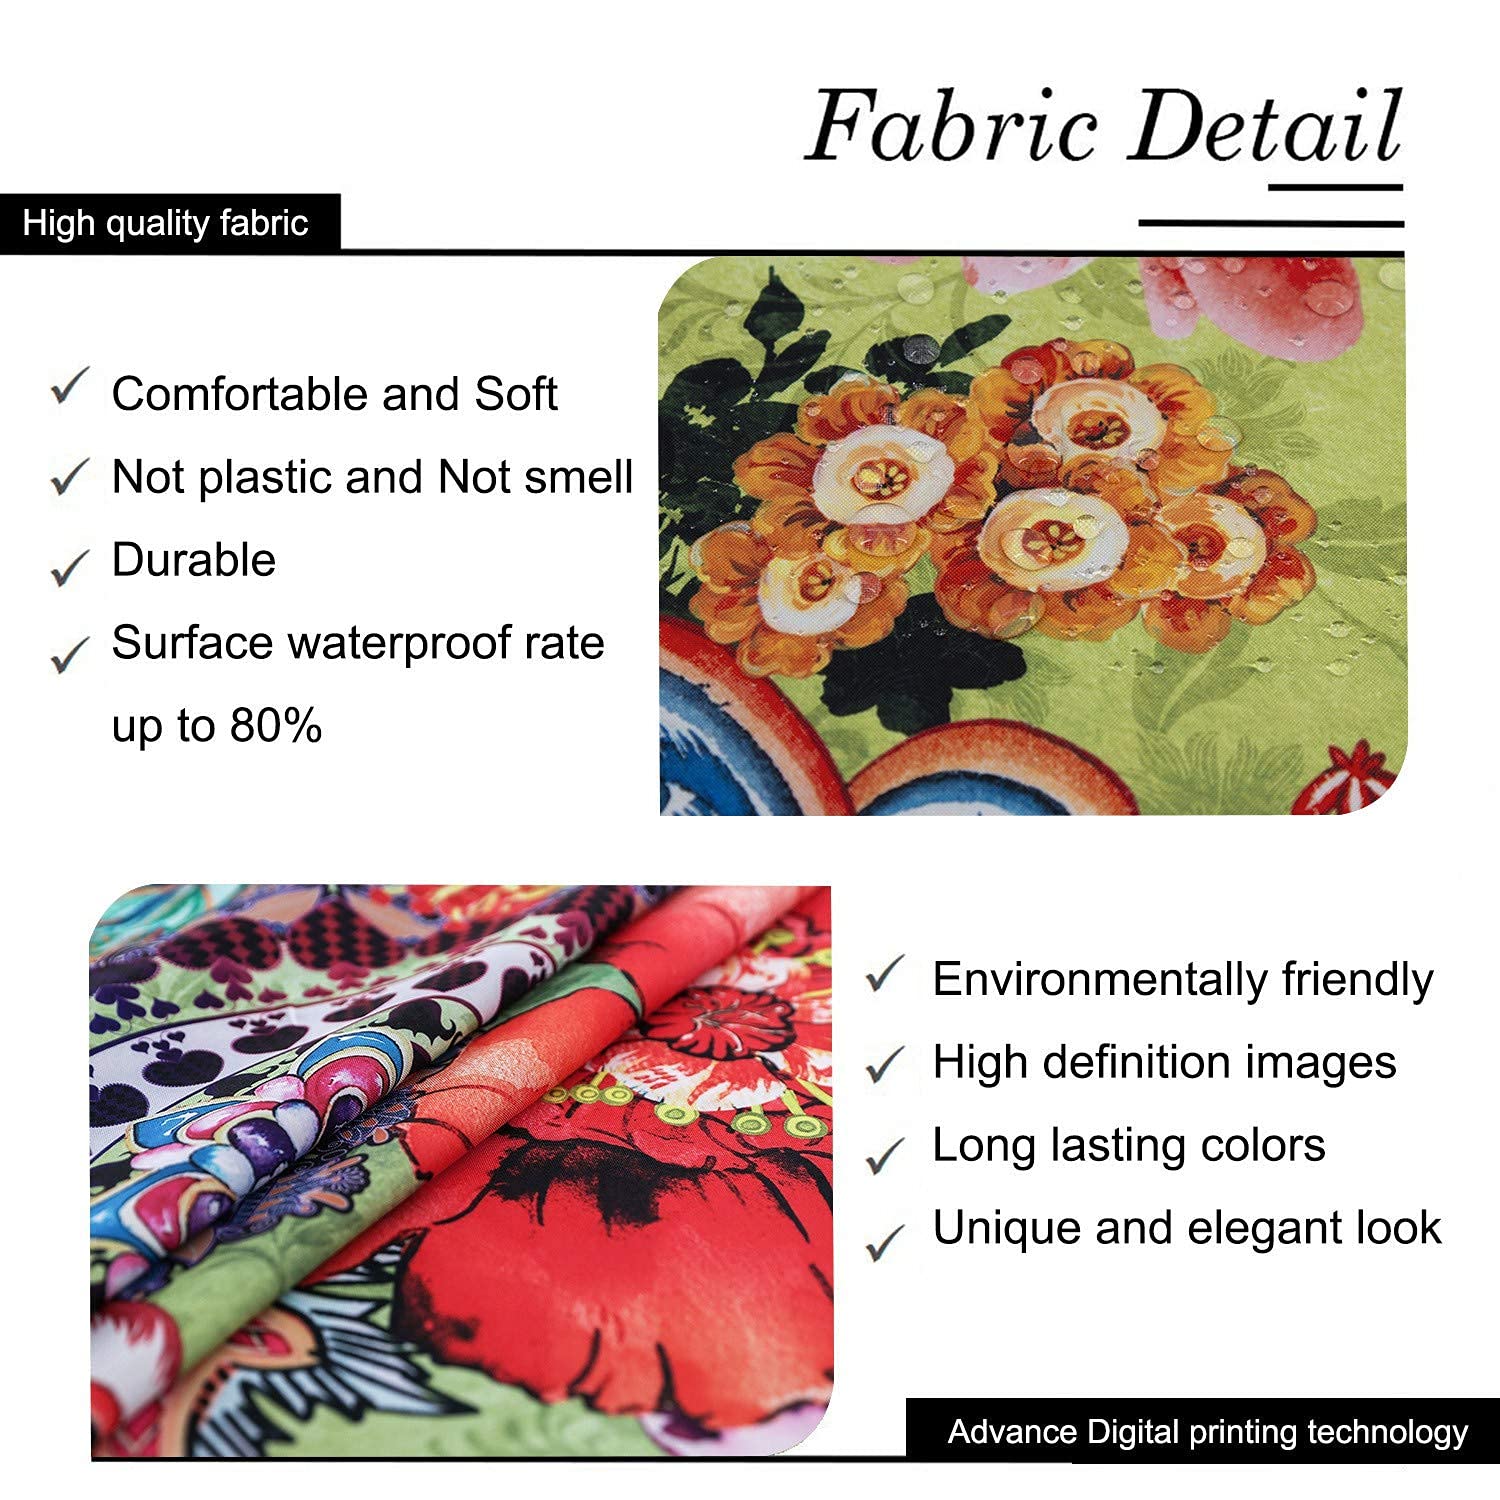 Fabric Detail
High quality fabric
Comfortable and Soft
Not plastic and Not smell
Durable
Surface waterproof rate
up to 80%
Environmentally friendly
High definition images
Long lasting colors
Unique and elegant look
Advance Digital printing technology